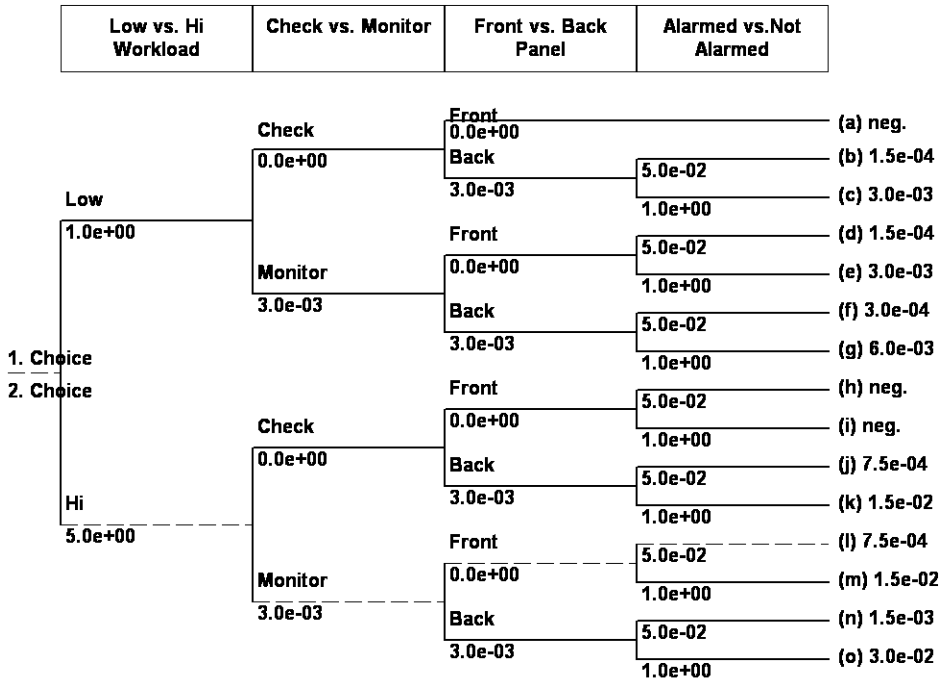 Low vs. Hi Workload
Check vs. Monitor
Front vs. Back Panel
Alarmed vs.Not Alarmed
Front
0.0e+00
(a) neg.
Check
0.0e+00
Back
3.0e-03
5.0e-02
(b) 1.5e-04
1.0e+00
(c) 3.0e-03
Low
1.0e+00
Front
0.0e+00
5.0e-02
(d) 1.5e-04
1.0e+00
(e) 3.0e-03
Monitor
3.0e-03
Back
3.0e-03
5.0e-02
(f) 3.0e-04
1.0e+00
(g) 6.0e-03
1. Choice
2. Choice
Front
0.0e+00
5.0e-02
(h) neg.
1.0e+00
(i) neg.
Check
0.0e+00
Back
3.0e-03
5.0e-02
(j) 7.5e-04
1.0e+00
(k) 1.5e-02
Hi
5.0e+00
Front
0.0e+00
5.0e-02
(l) 7.5e-04
1.0e+00
(m) 1.5e-02
Monitor
3.0e-03
Back
3.0e-03
5.0e-02
(n) 1.5e-03
1.0e+00
(o) 3.0e-02